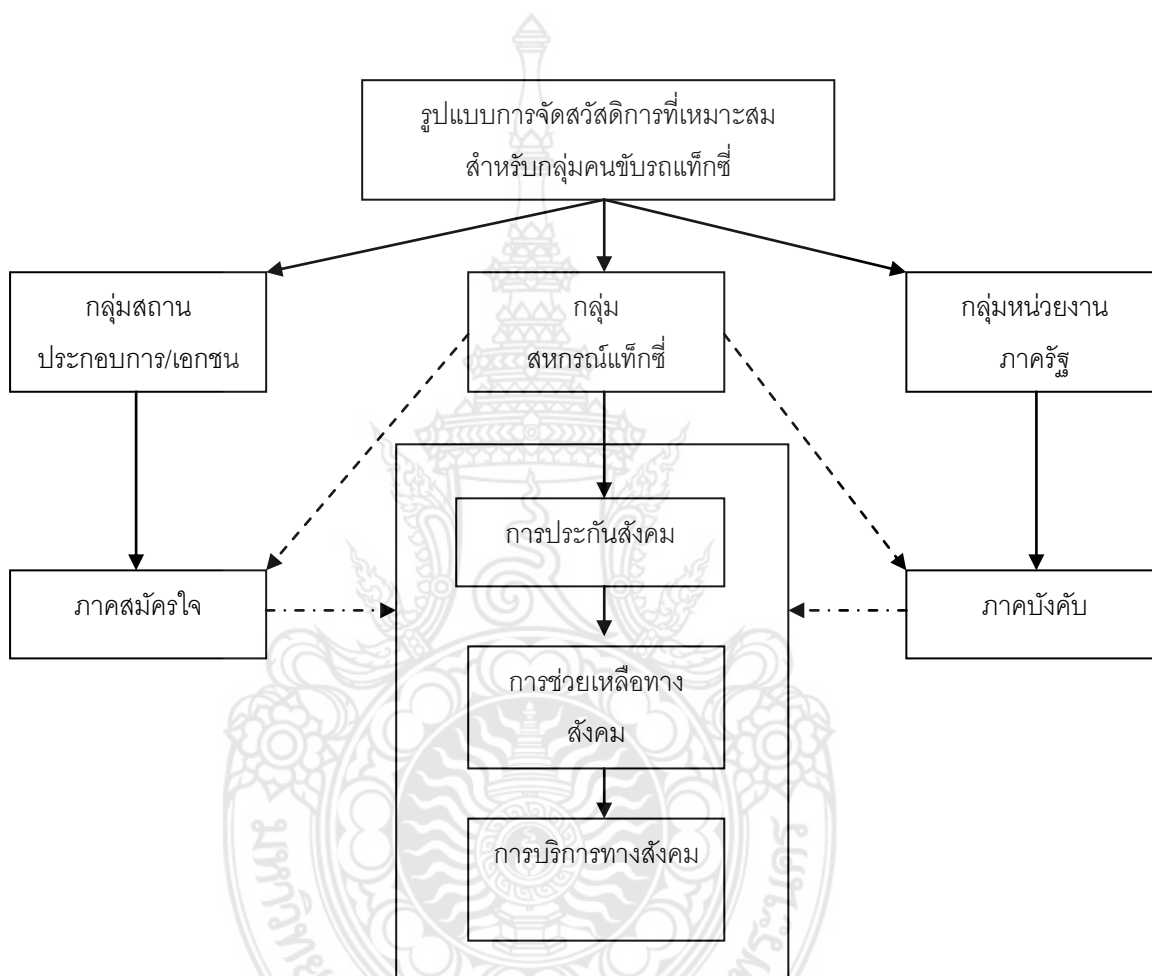 รูปแบบการจัดสวัสดิการที่เหมาะสม
สำหรับกลุ่มคนขับรถแท็กซี่
กลุ่มสถาน
ประกอบการ/เอกชน
กลุ่ม
สหกรณ์แท็กซี่
กลุ่มหน่วยงาน
ภาครัฐ
การประกันสังคม
ภาคสมัครใจ
ภาคบังคับ
การช่วยเหลือทาง
สังคม
การบริการทางสังคม